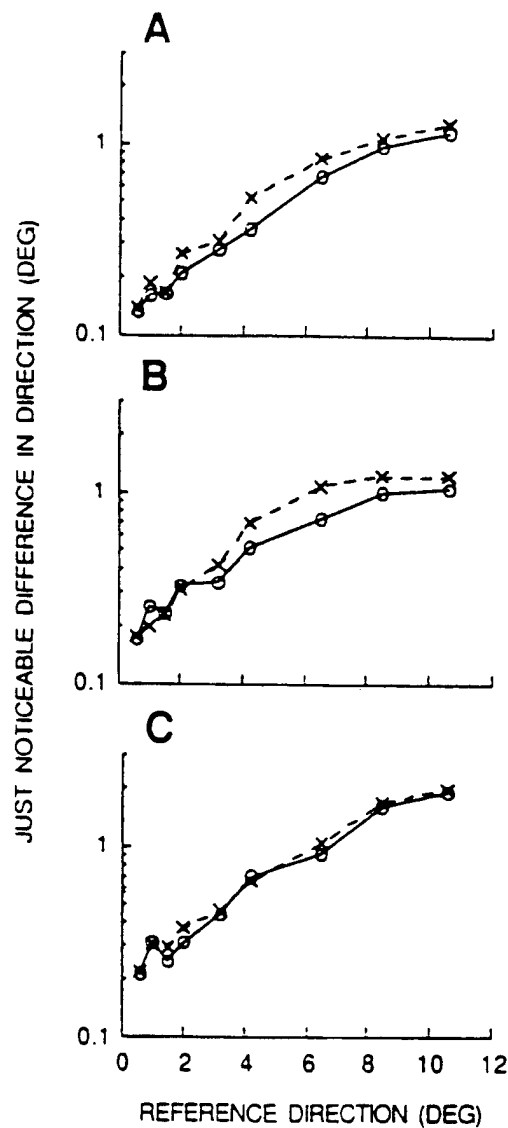 A
1
0.1
B
1
0.1
C
1
0.1
0 2 4 6 8 10 12
REFERENCE DIRECTION (DEG)
JUST NOTICEABLE DIFFERENCE IN DIRECTION (DEG)